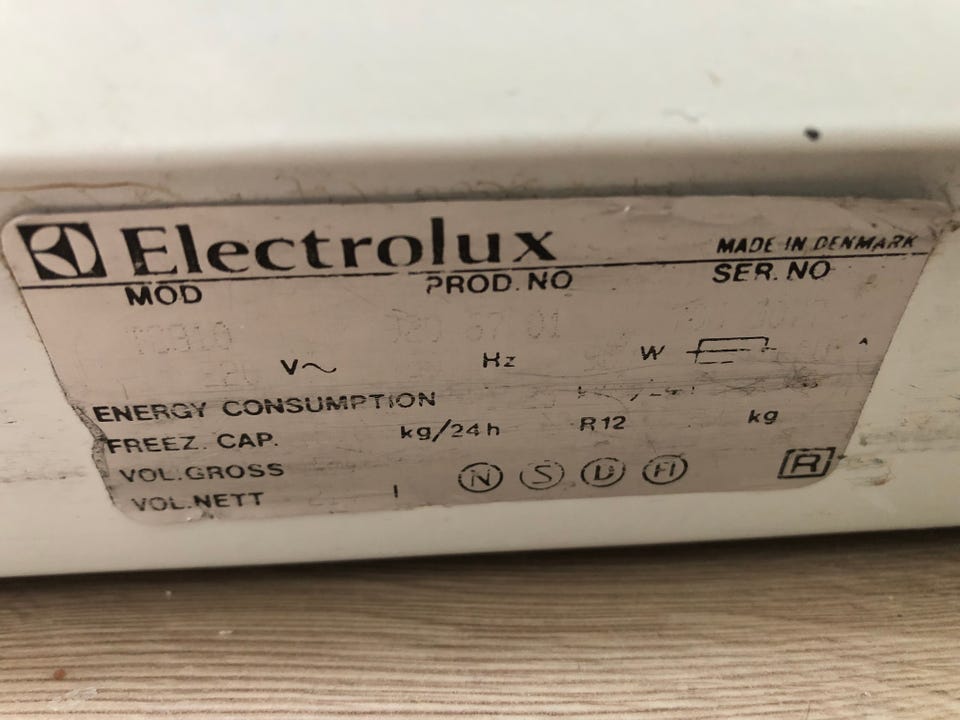 Electrolux
MADE IN DENMARK
MOD PROD.NO SER.NO
V~ Hz W A
ENERGY CONSUMPTION
FREEZ. CAP. kg/24h R12 kg
VOL.GROSS N S D FI R
VOL.NETT l